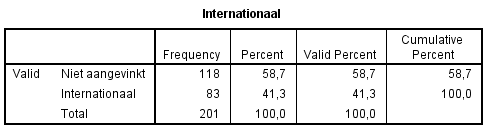 Internationaal
Frequency Percent Valid Percent Cumulative Percent
Valid Niet aangevinkt 118 58,7 58,7 58,7
Internationaal 83 41,3 41,3 100,0
Total 201 100,0 100,0